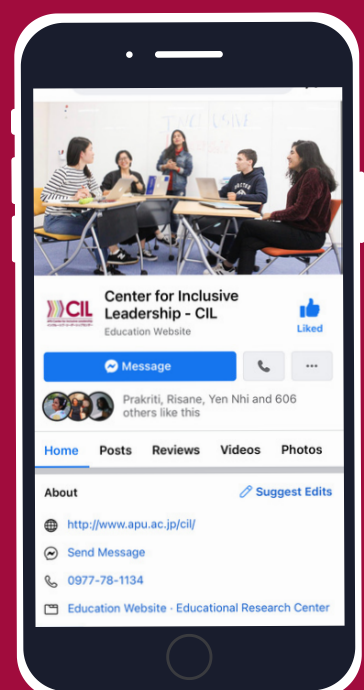 INCLUSIVE
CIL
Center for Inclusive
Leadership - CIL
Education Website
Liked
Message
Prakriti, Risane, Yen Nhi and 606
others like this
Home Posts Reviews Videos Photos
About
Suggest Edits
http://www.apu.ac.jp/cil/
Send Message
0977-78-1134
Education Website · Educational Research Center